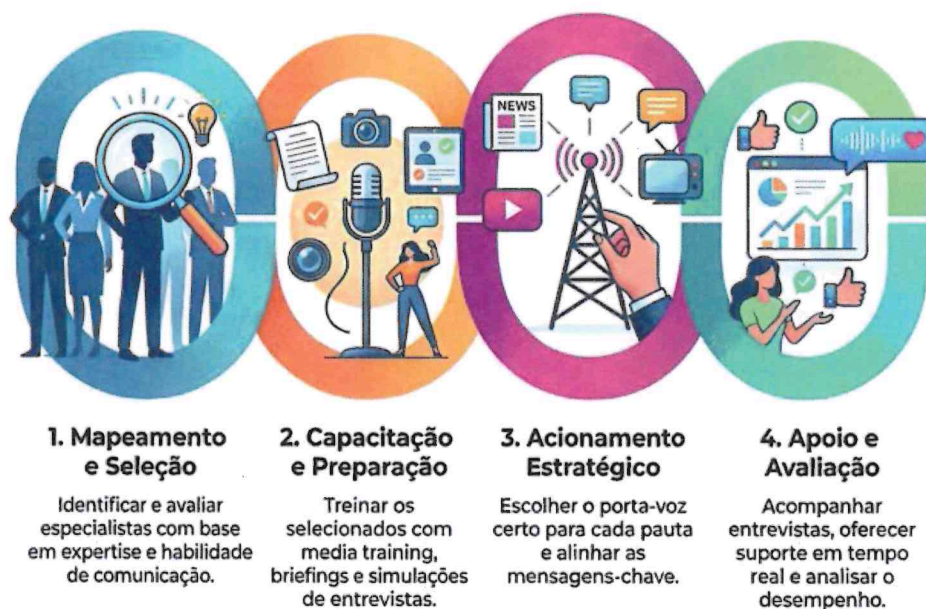 NEWS
1. Mapeamento
e Seleção
Identificar e avaliar
especialistas com base
em expertise e habilidade
de comunicação.
2. Capacitação
e Preparação
Treinar os
selecionados com
media training,
briefings e simulações
de entrevistas.
3. Acionamento
Estratégico
Escolher o porta-voz
certo para cada pauta
e alinhar as
mensagens-chave.
4. Apoio e
Avaliação
Acompanhar
entrevistas, oferecer
suporte em tempo
real e analisar o
desempenho.